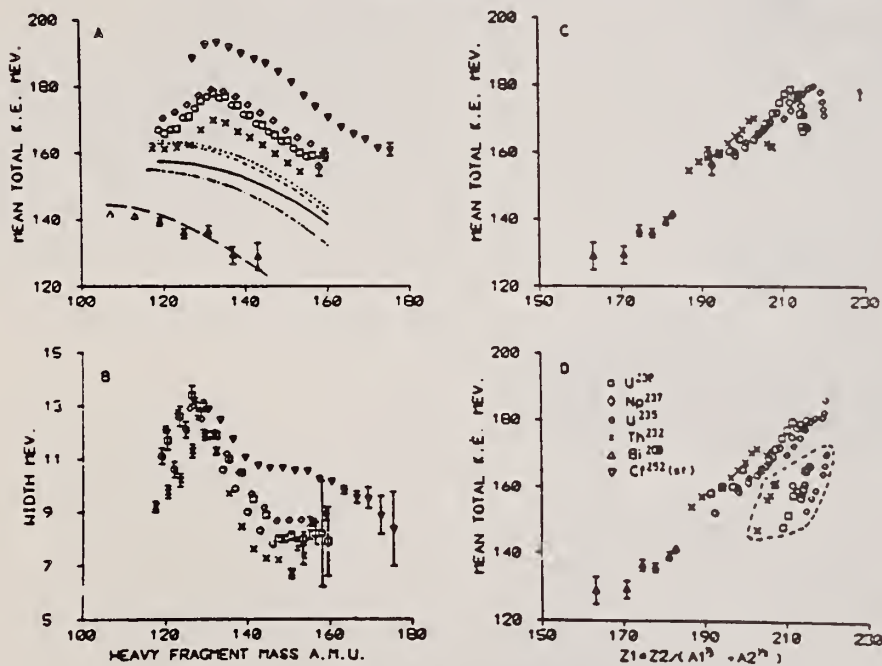 A
MEAN TOTAL K.E. MEV.
200
180
160
140
120
100 120 140 160 180
C
MEAN TOTAL K.E. MEV.
200
180
160
140
120
150 170 190 210 230
B
WIDTH MEV.
15
13
11
9
7
5
100 120 140 160 180
HEAVY FRAGMENT MASS A.M.U.
D
MEAN TOTAL K.E. MEV.
200
180
160
140
120
Np²³⁷
U²³⁵
Th²³²
Cf²⁵²(sf)
150 170 190 210 230